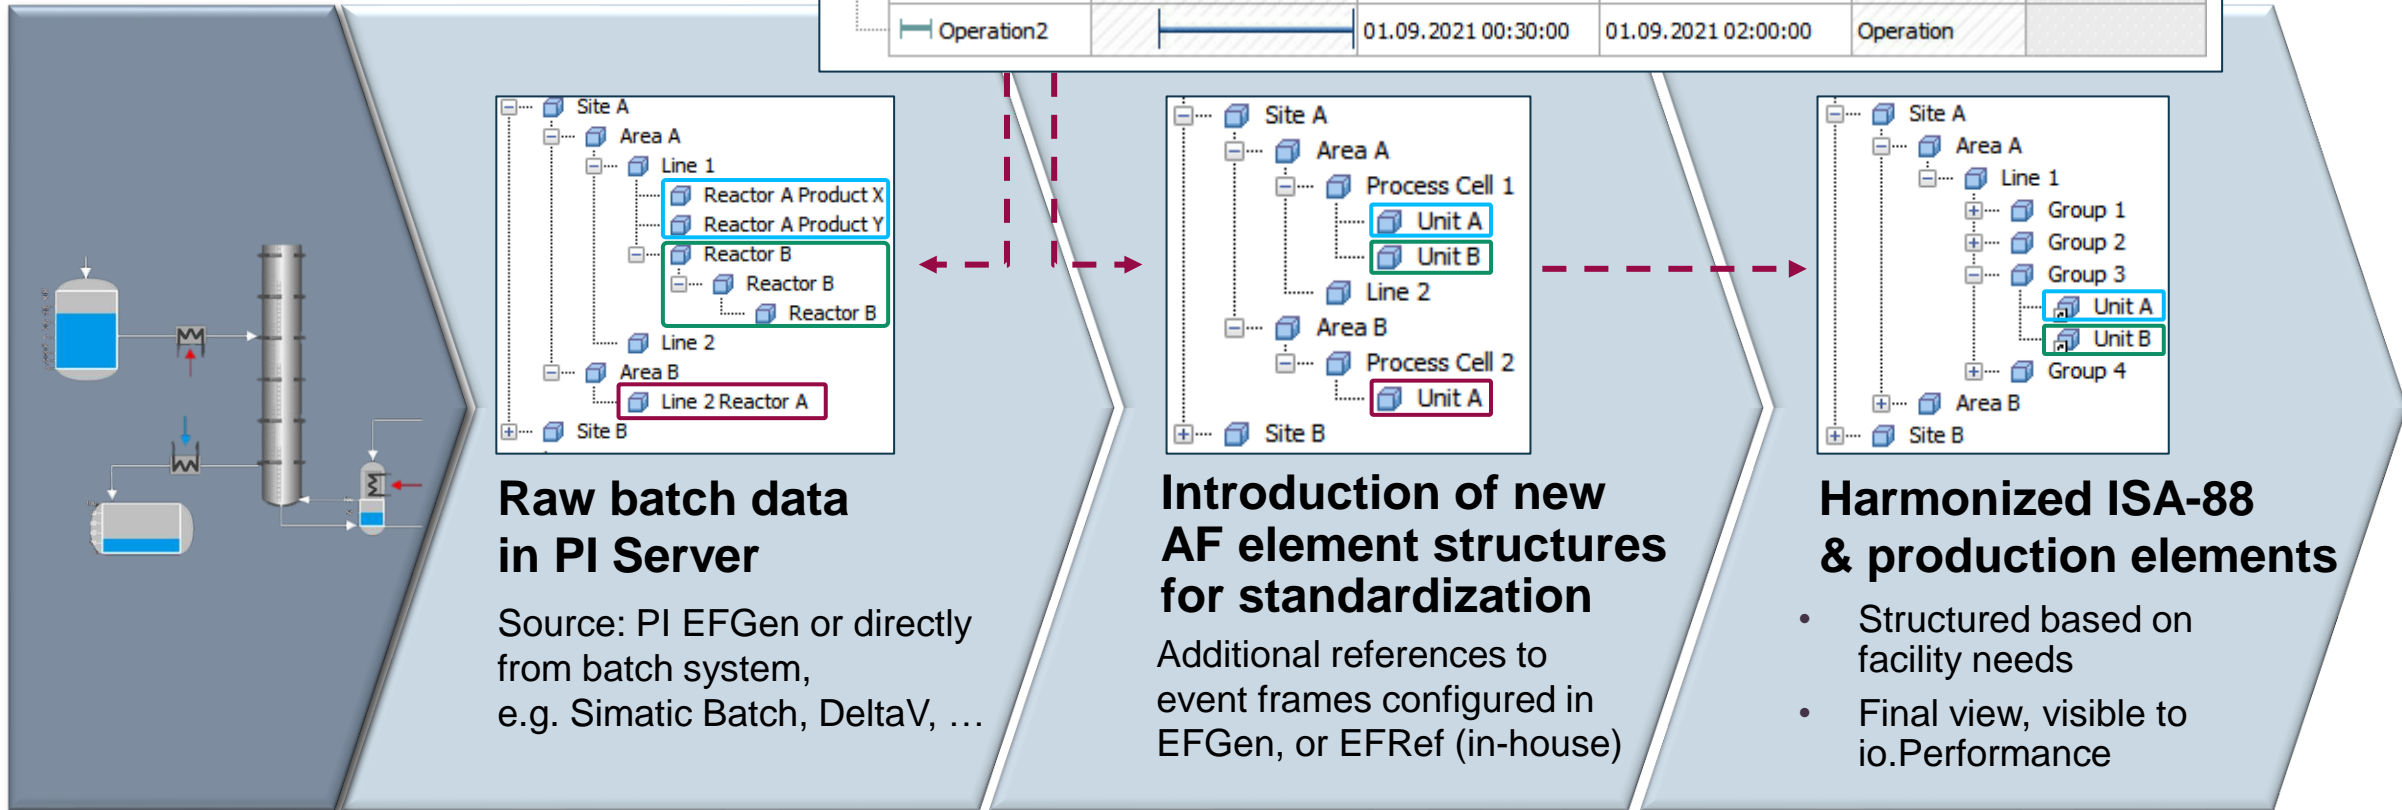 Operation2 01.09.2021 00:30:00 01.09.2021 02:00:00 Operation
Site A
Area A
Line 1
Reactor A Product X
Reactor A Product Y
Reactor B
Reactor B
Reactor B
Line 2
Area B
Line 2 Reactor A
Site B
Raw batch data
in PI Server
Source: PI EFGen or directly
from batch system,
e.g. Simatic Batch, DeltaV, …
Site A
Area A
Process Cell 1
Unit A
Unit B
Line 2
Area B
Process Cell 2
Unit A
Site B
Introduction of new
AF element structures
for standardization
Additional references to
event frames configured in
EFGen, or EFRef (in-house)
Site A
Area A
Line 1
Group 1
Group 2
Group 3
Unit A
Unit B
Group 4
Area B
Site B
Harmonized ISA-88
& production elements
• Structured based on
facility needs
• Final view, visible to
io.Performance